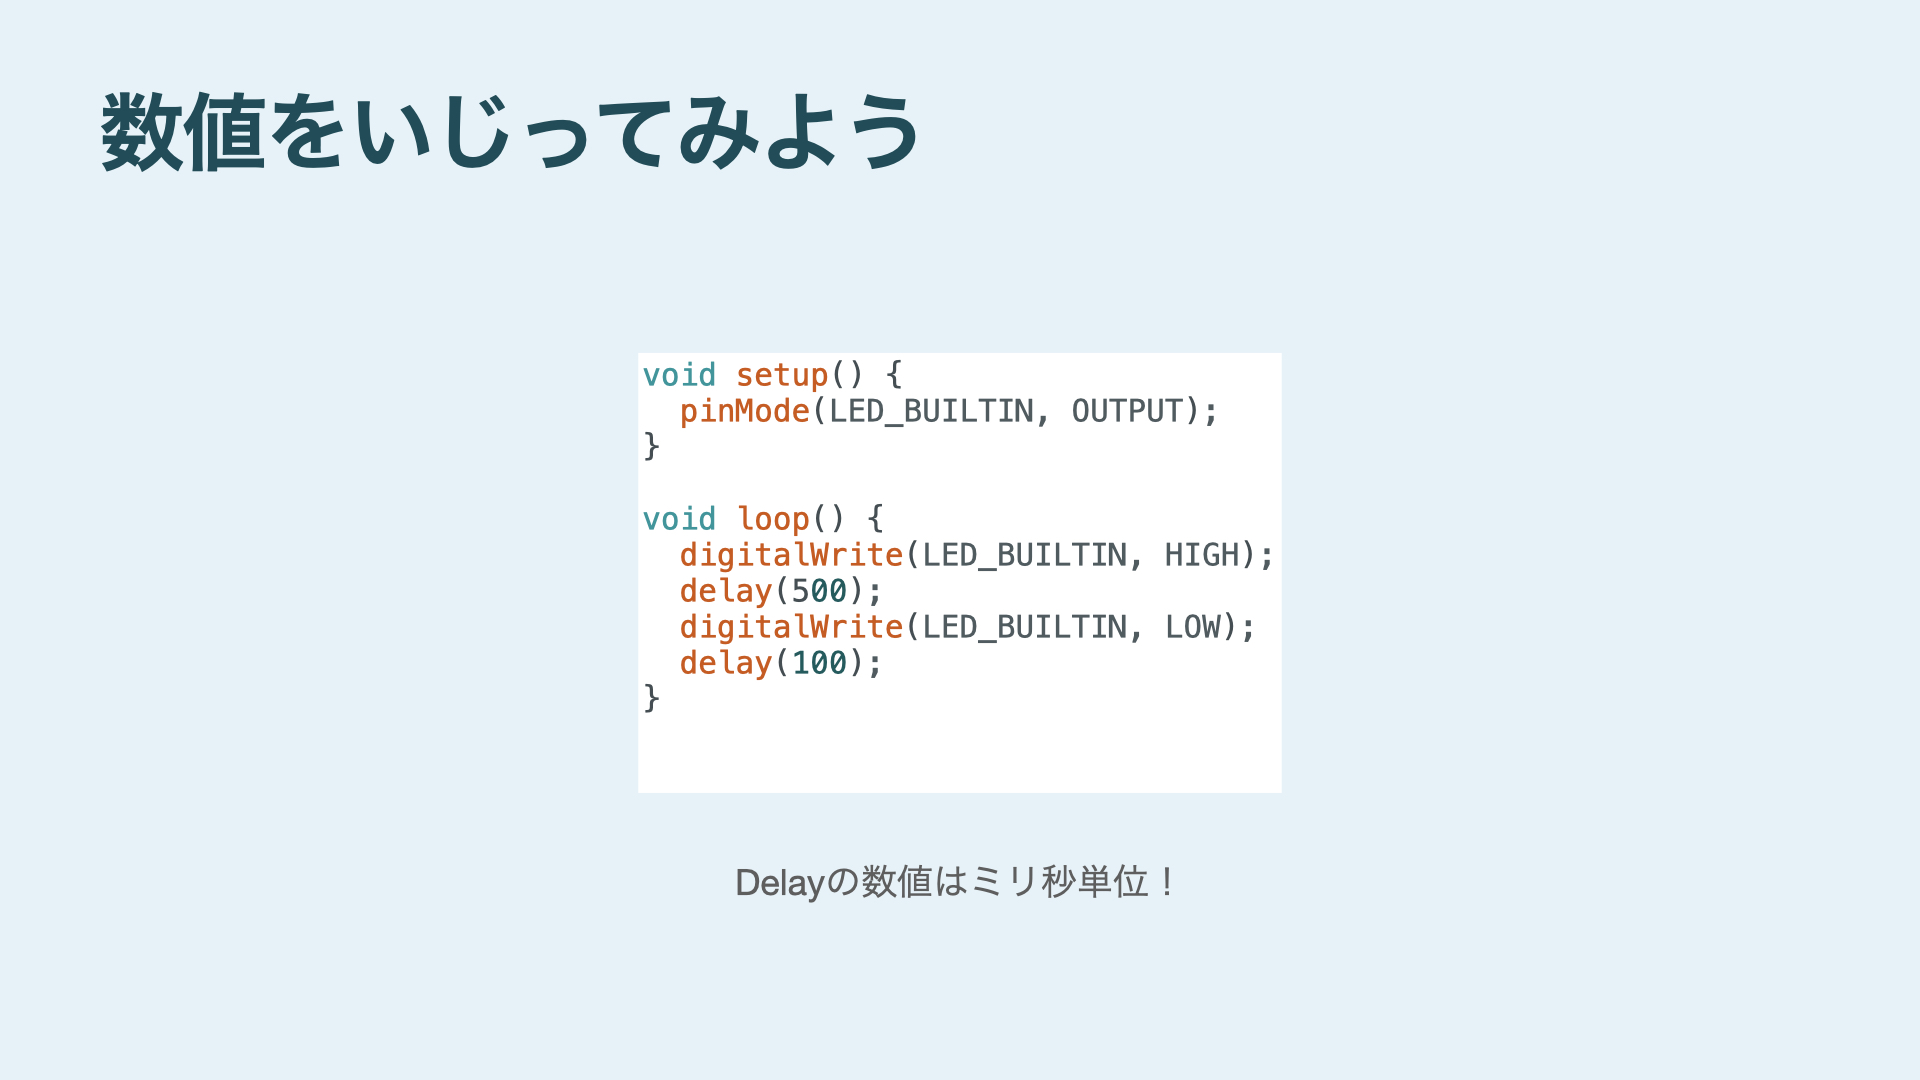 数値をいじってみよう
void setup() {
  pinMode(LED_BUILTIN, OUTPUT);
}
void loop() {
  digitalWrite(LED_BUILTIN, HIGH);
  delay(500);
  digitalWrite(LED_BUILTIN, LOW);
  delay(100);
}
Delayの数値はミリ秒単位！